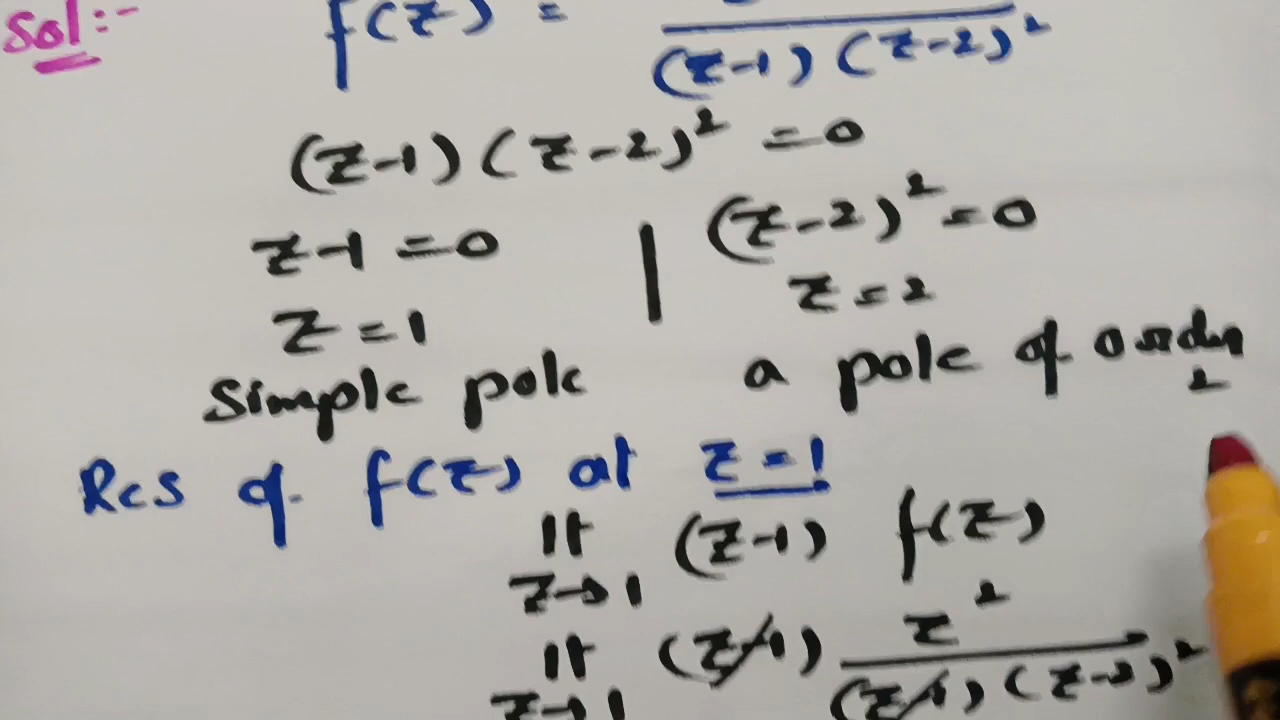 Sol:-
f(z) = ─── / (z-1)(z-2)²
(z-1)(z-2)² = 0
z-1 = 0 | (z-2)² = 0
z = 1 z = 2
Simple pole a pole of order 2
Res of f(z) at z = 1
lt z→1 (z-1) f(z)
lt z→1 (z-1) z² / (z-1)(z-2)²